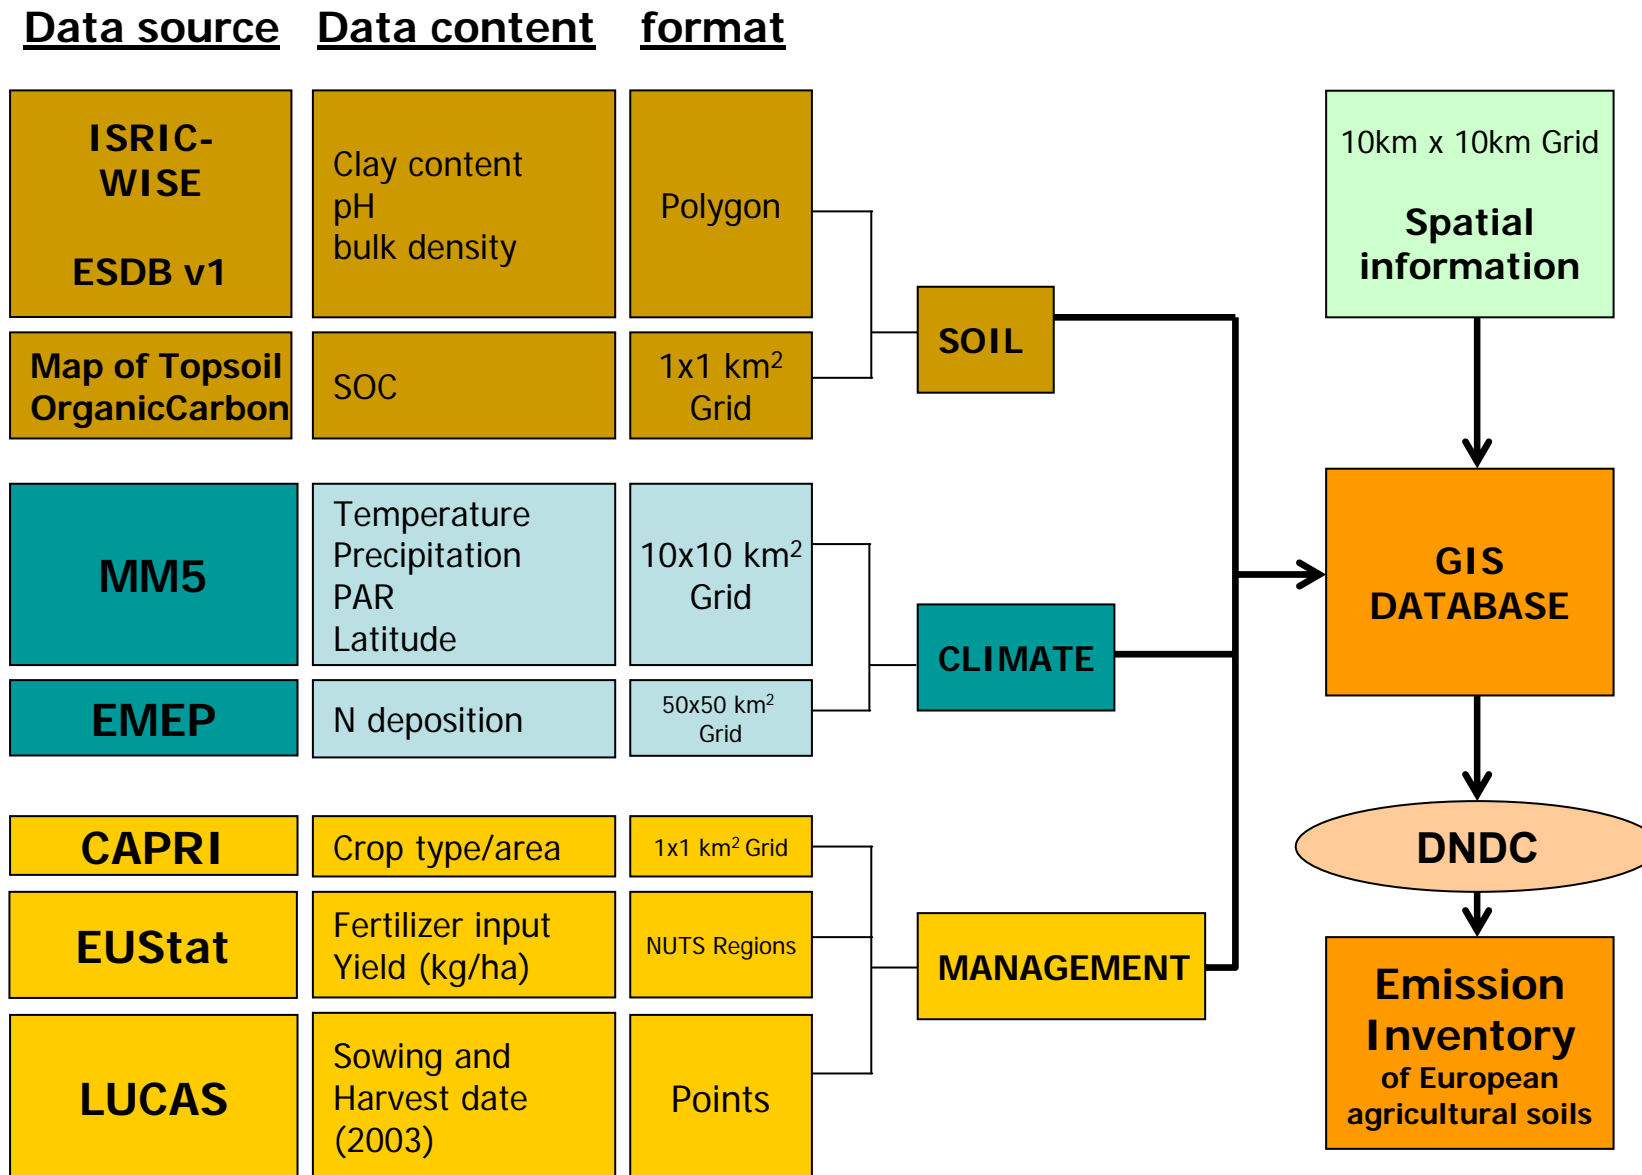 Data source
Data content
format
ISRIC-
WISE
ESDB v1
Clay content
pH
bulk density
Polygon
Map of Topsoil
OrganicCarbon
SOC
1x1 km²
Grid
SOIL
MM5
Temperature
Precipitation
PAR
Latitude
10x10 km²
Grid
EMEP
N deposition
50x50 km²
Grid
CLIMATE
CAPRI
Crop type/area
1x1 km² Grid
EUStat
Fertilizer input
Yield (kg/ha)
NUTS Regions
LUCAS
Sowing and
Harvest date
(2003)
Points
MANAGEMENT
10km x 10km Grid
Spatial
information
GIS
DATABASE
DNDC
Emission
Inventory
of European
agricultural soils